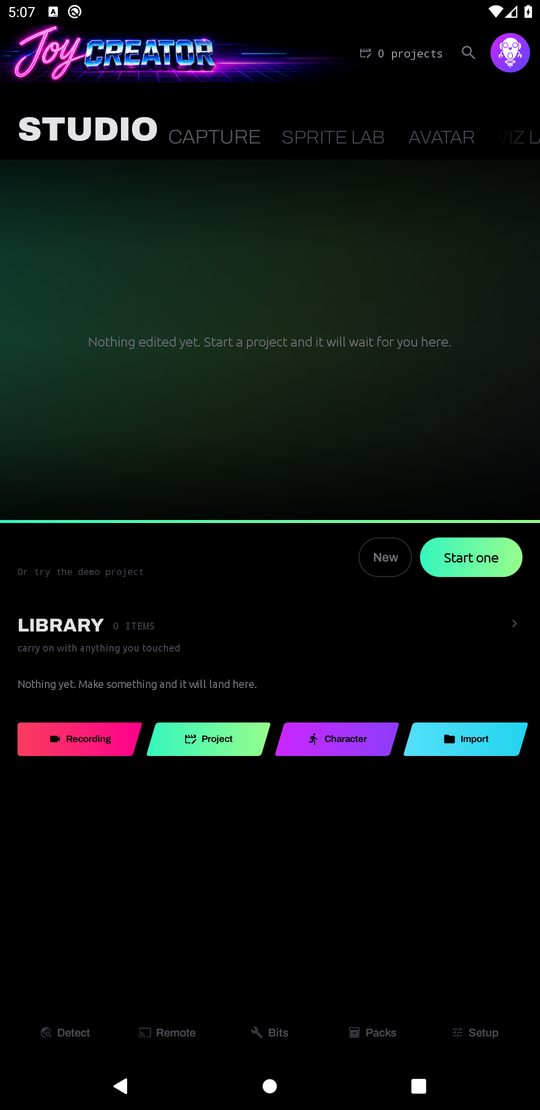 5:07
Joy CREATOR
0 projects
STUDIO CAPTURE SPRITE LAB AVATAR VIZ LA
Nothing edited yet. Start a project and it will wait for you here.
New Start one
Or try the demo project
LIBRARY 0 ITEMS
carry on with anything you touched
Nothing yet. Make something and it will land here.
Recording Project Character Import
Detect Remote Bits Packs Setup